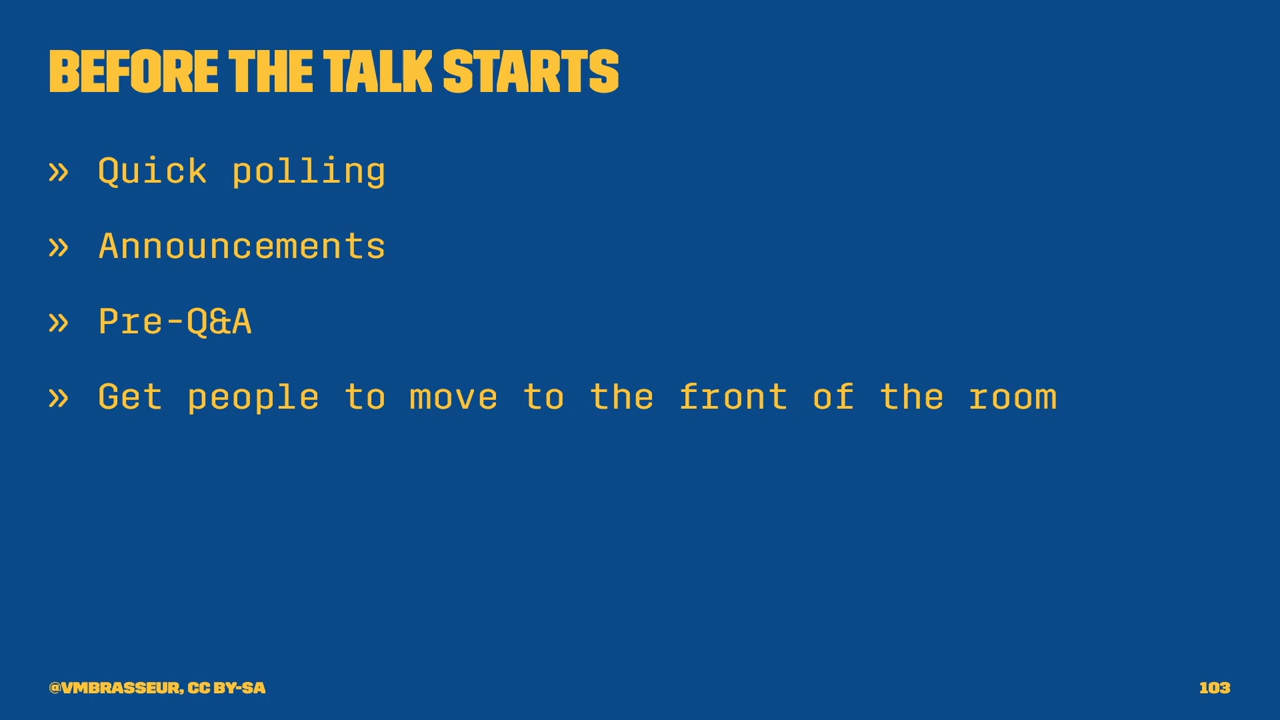 BEFORE THE TALK STARTS
» Quick polling
» Announcements
» Pre-Q&A
» Get people to move to the front of the room
@VMBRASSEUR, CC BY-SA
103